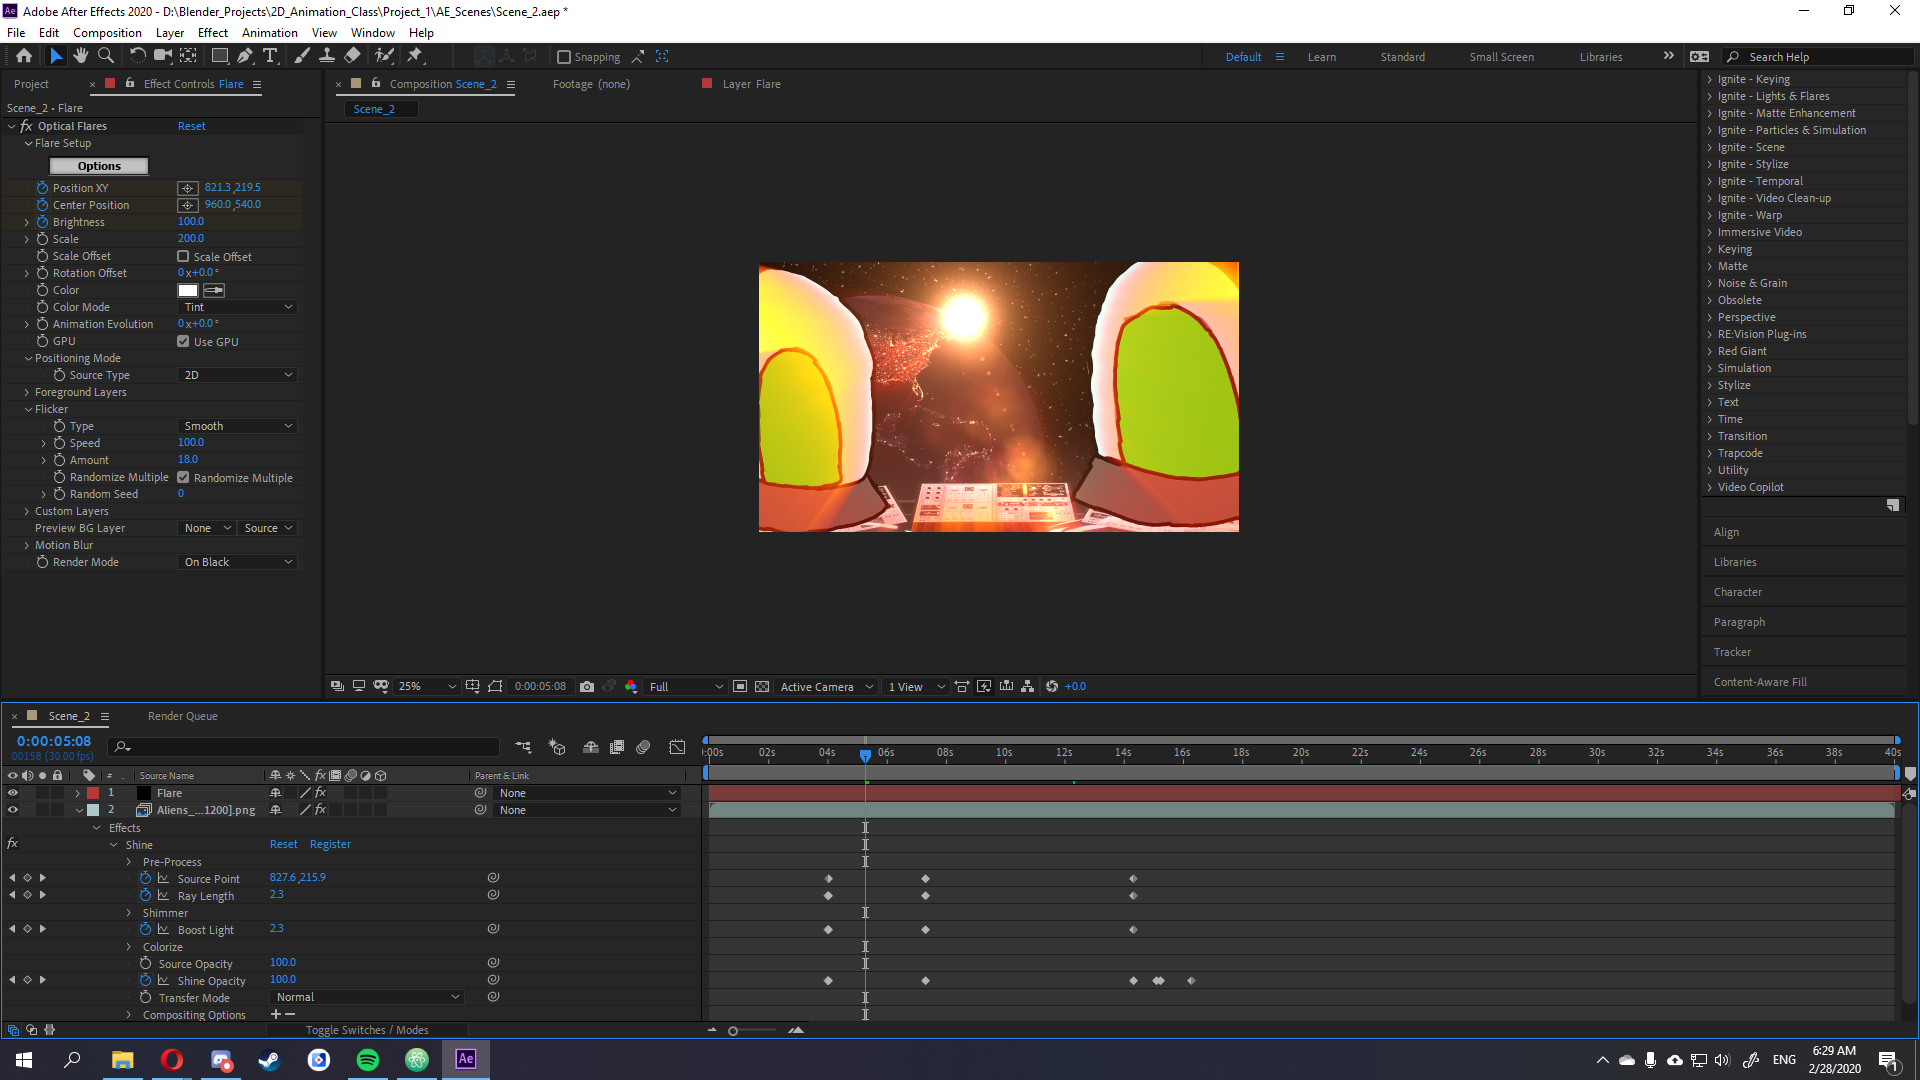 Adobe After Effects 2020 - D:\Blender_Projects\2D_Animation_Class\Project_1\AE_Scenes\Scene_2.aep *
File Edit Composition Layer Effect Animation View Window Help
Snapping
Default Learn Standard Small Screen Libraries Search Help
Project Effect Controls Flare Composition Scene_2 Footage (none) Layer Flare
Scene_2 • Flare
Scene_2
fx Optical Flares Reset
Flare Setup
Options
Position XY 821.3,219.5
Center Position 960.0,540.0
Brightness 100.0
Scale 200.0
Scale Offset Scale Offset
Rotation Offset 0x+0.0°
Color
Color Mode Tint
Animation Evolution 0x+0.0°
GPU Use GPU
Positioning Mode
Source Type 2D
Foreground Layers
Flicker
Type Smooth
Speed 100.0
Amount 18.0
Randomize Multiple Randomize Multiple
Random Seed 0
Custom Layers
Preview BG Layer None Source
Motion Blur
Render Mode On Black
Ignite - Keying
Ignite - Lights & Flares
Ignite - Matte Enhancement
Ignite - Particles & Simulation
Ignite - Scene
Ignite - Stylize
Ignite - Temporal
Ignite - Video Clean-up
Ignite - Warp
Immersive Video
Keying
Matte
Noise & Grain
Obsolete
Perspective
RE:Vision Plug-ins
Red Giant
Simulation
Stylize
Text
Time
Transition
Trapcode
Utility
Video Copilot
Align
Libraries
Character
Paragraph
Tracker
Content-Aware Fill
25% 0:00:05:08 Full Active Camera 1 View +0.0
Scene_2 Render Queue
0:00:05:08
00158 (30.00 fps)
:00s 02s 04s 06s 08s 10s 12s 14s 16s 18s 20s 22s 24s 26s 28s 30s 32s 34s 36s 38s 40s
# Source Name fx Parent & Link
1 Flare fx None
2 Aliens_...1200].png fx None
Effects
fx Shine Reset Register
Pre-Process
Source Point 827.6,215.9
Ray Length 2.3
Shimmer
Boost Light 2.3
Colorize
Source Opacity 100.0
Shine Opacity 100.0
Transfer Mode Normal
Compositing Options + −
Toggle Switches / Modes
Ae
ENG
6:29 AM
2/28/2020
1